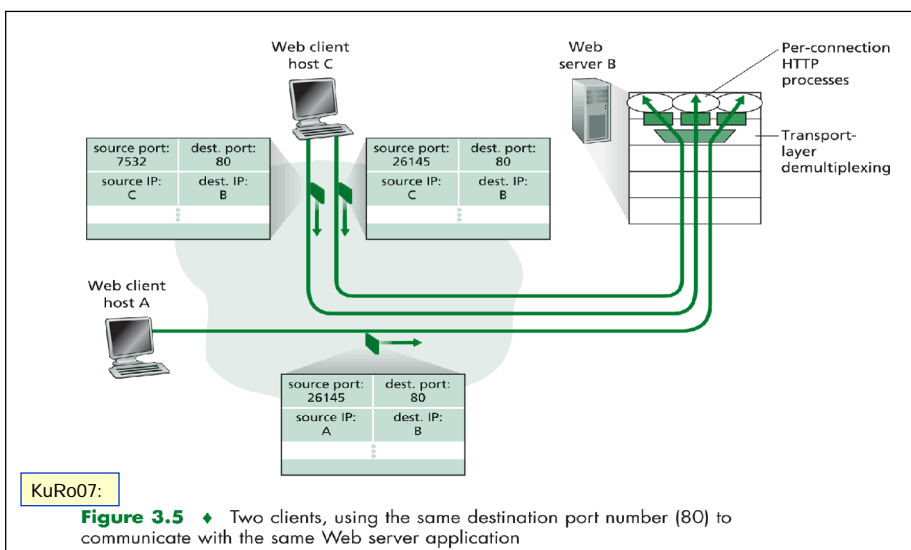 Web client
host C
Web
server B
Per-connection
HTTP
processes
Transport-
layer
demultiplexing
source port:
7532
dest. port:
80
source IP:
C
dest. IP:
B
source port:
26145
dest. port:
80
source IP:
C
dest. IP:
B
Web client
host A
source port:
26145
dest. port:
80
source IP:
A
dest. IP:
B
KuRo07:
Figure 3.5 ♦ Two clients, using the same destination port number (80) to
communicate with the same Web server application